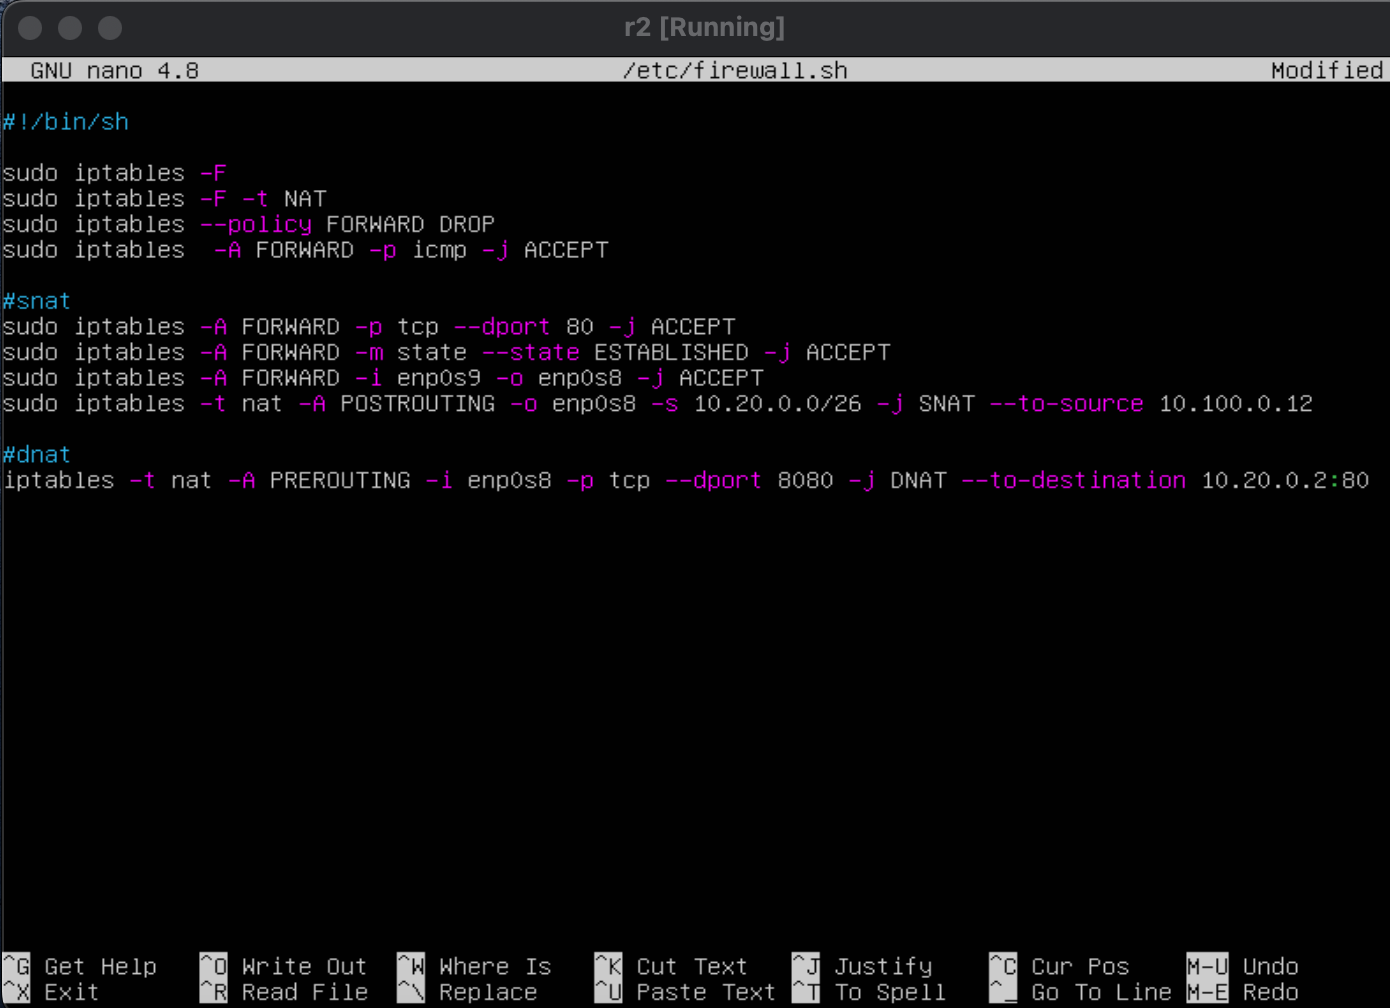 r2 [Running]
GNU nano 4.8 /etc/firewall.sh Modified
#!/bin/sh
sudo iptables -F
sudo iptables -F -t NAT
sudo iptables --policy FORWARD DROP
sudo iptables  -A FORWARD -p icmp -j ACCEPT
#snat
sudo iptables -A FORWARD -p tcp --dport 80 -j ACCEPT
sudo iptables -A FORWARD -m state --state ESTABLISHED -j ACCEPT
sudo iptables -A FORWARD -i enp0s9 -o enp0s8 -j ACCEPT
sudo iptables -t nat -A POSTROUTING -o enp0s8 -s 10.20.0.0/26 -j SNAT --to-source 10.100.0.12
#dnat
iptables -t nat -A PREROUTING -i enp0s8 -p tcp --dport 8080 -j DNAT --to-destination 10.20.0.2:80
^G Get Help ^O Write Out ^W Where Is ^K Cut Text ^J Justify ^C Cur Pos M-U Undo
^X Exit ^R Read File ^\ Replace ^U Paste Text ^T To Spell ^_ Go To Line M-E Redo